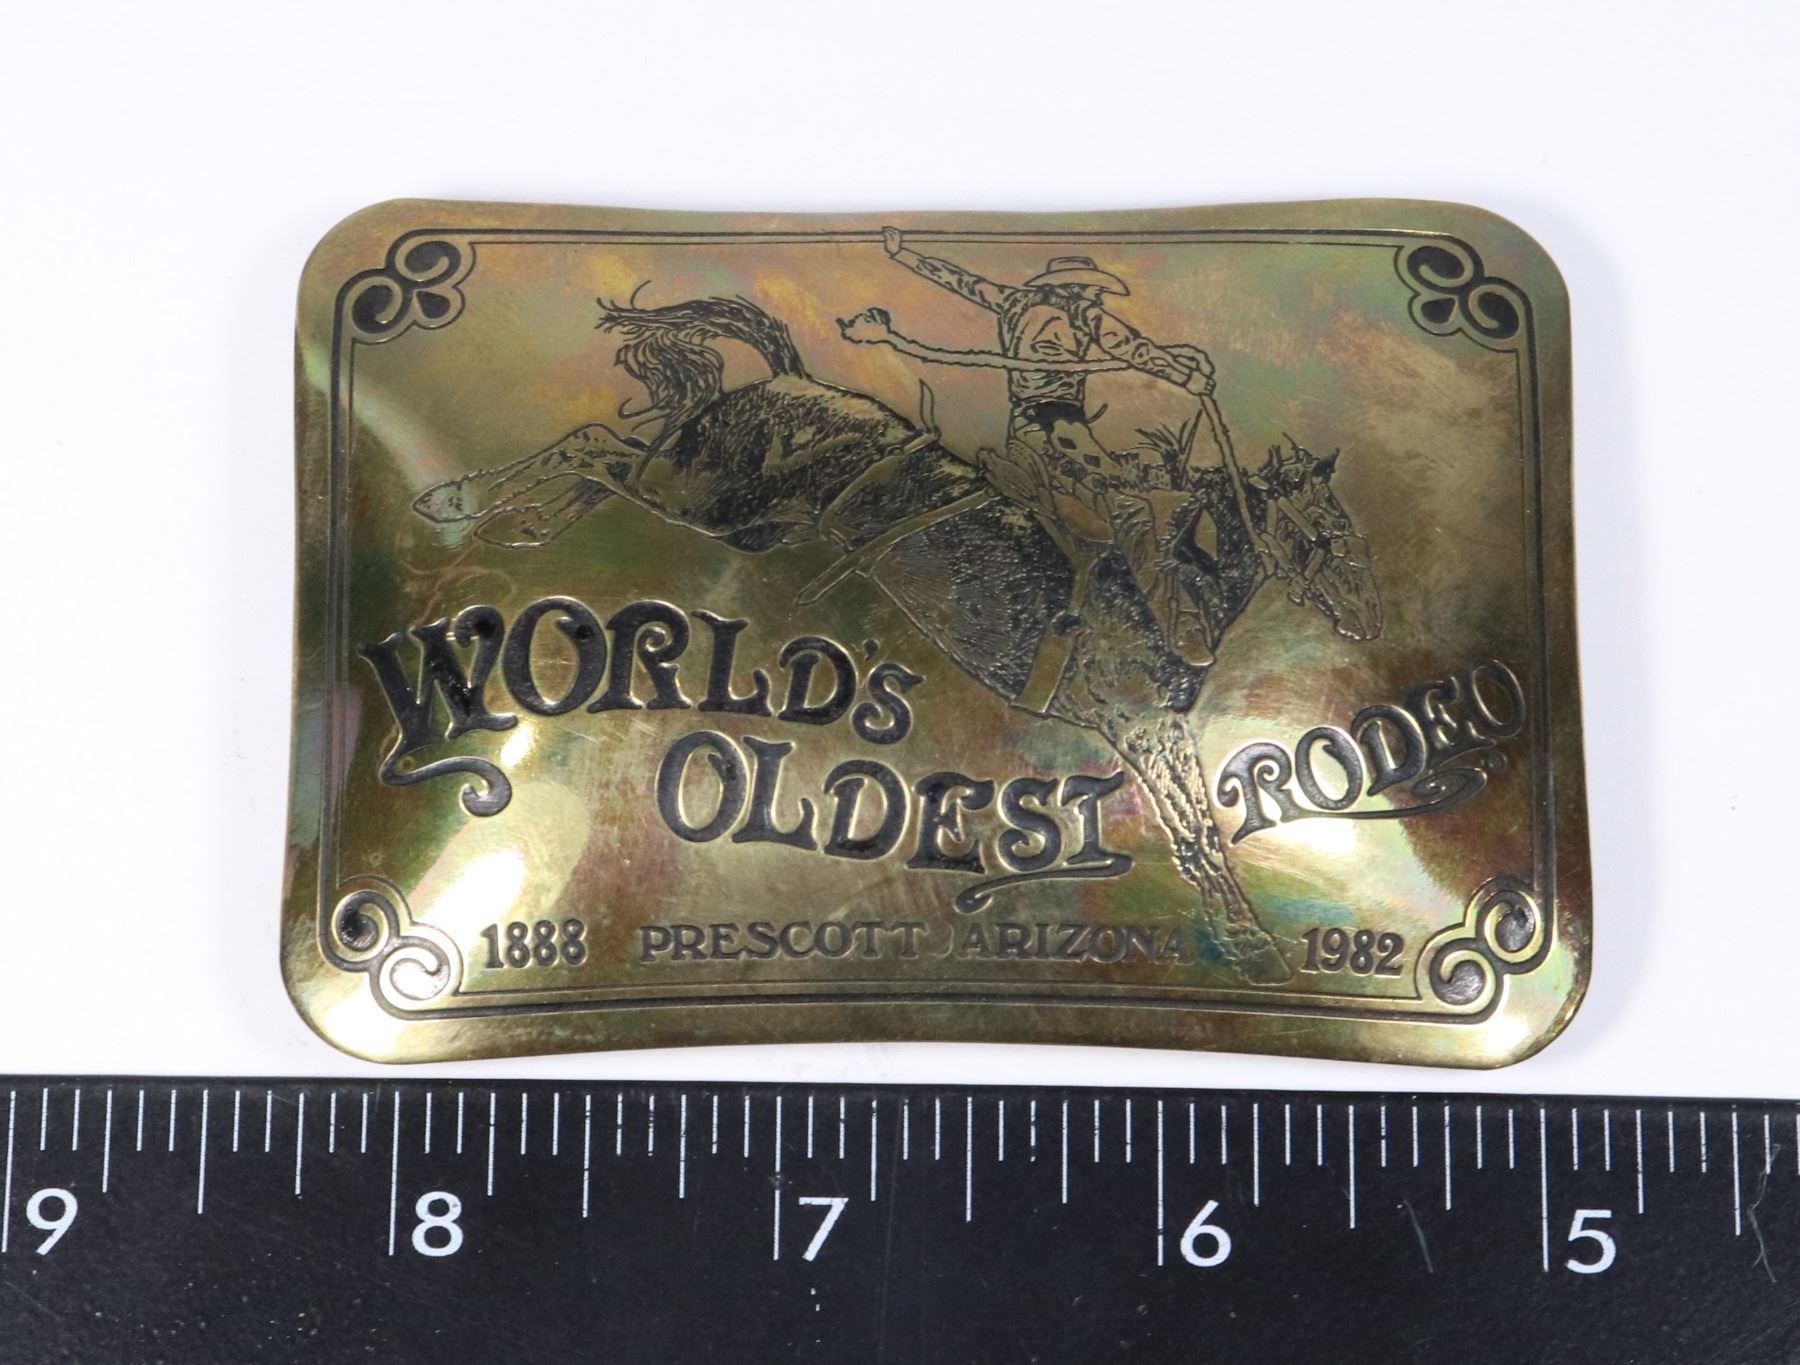 WORLD'S
OLDEST
RODEO
1888 PRESCOTT ARIZONA 1982
9 8 7 6 5